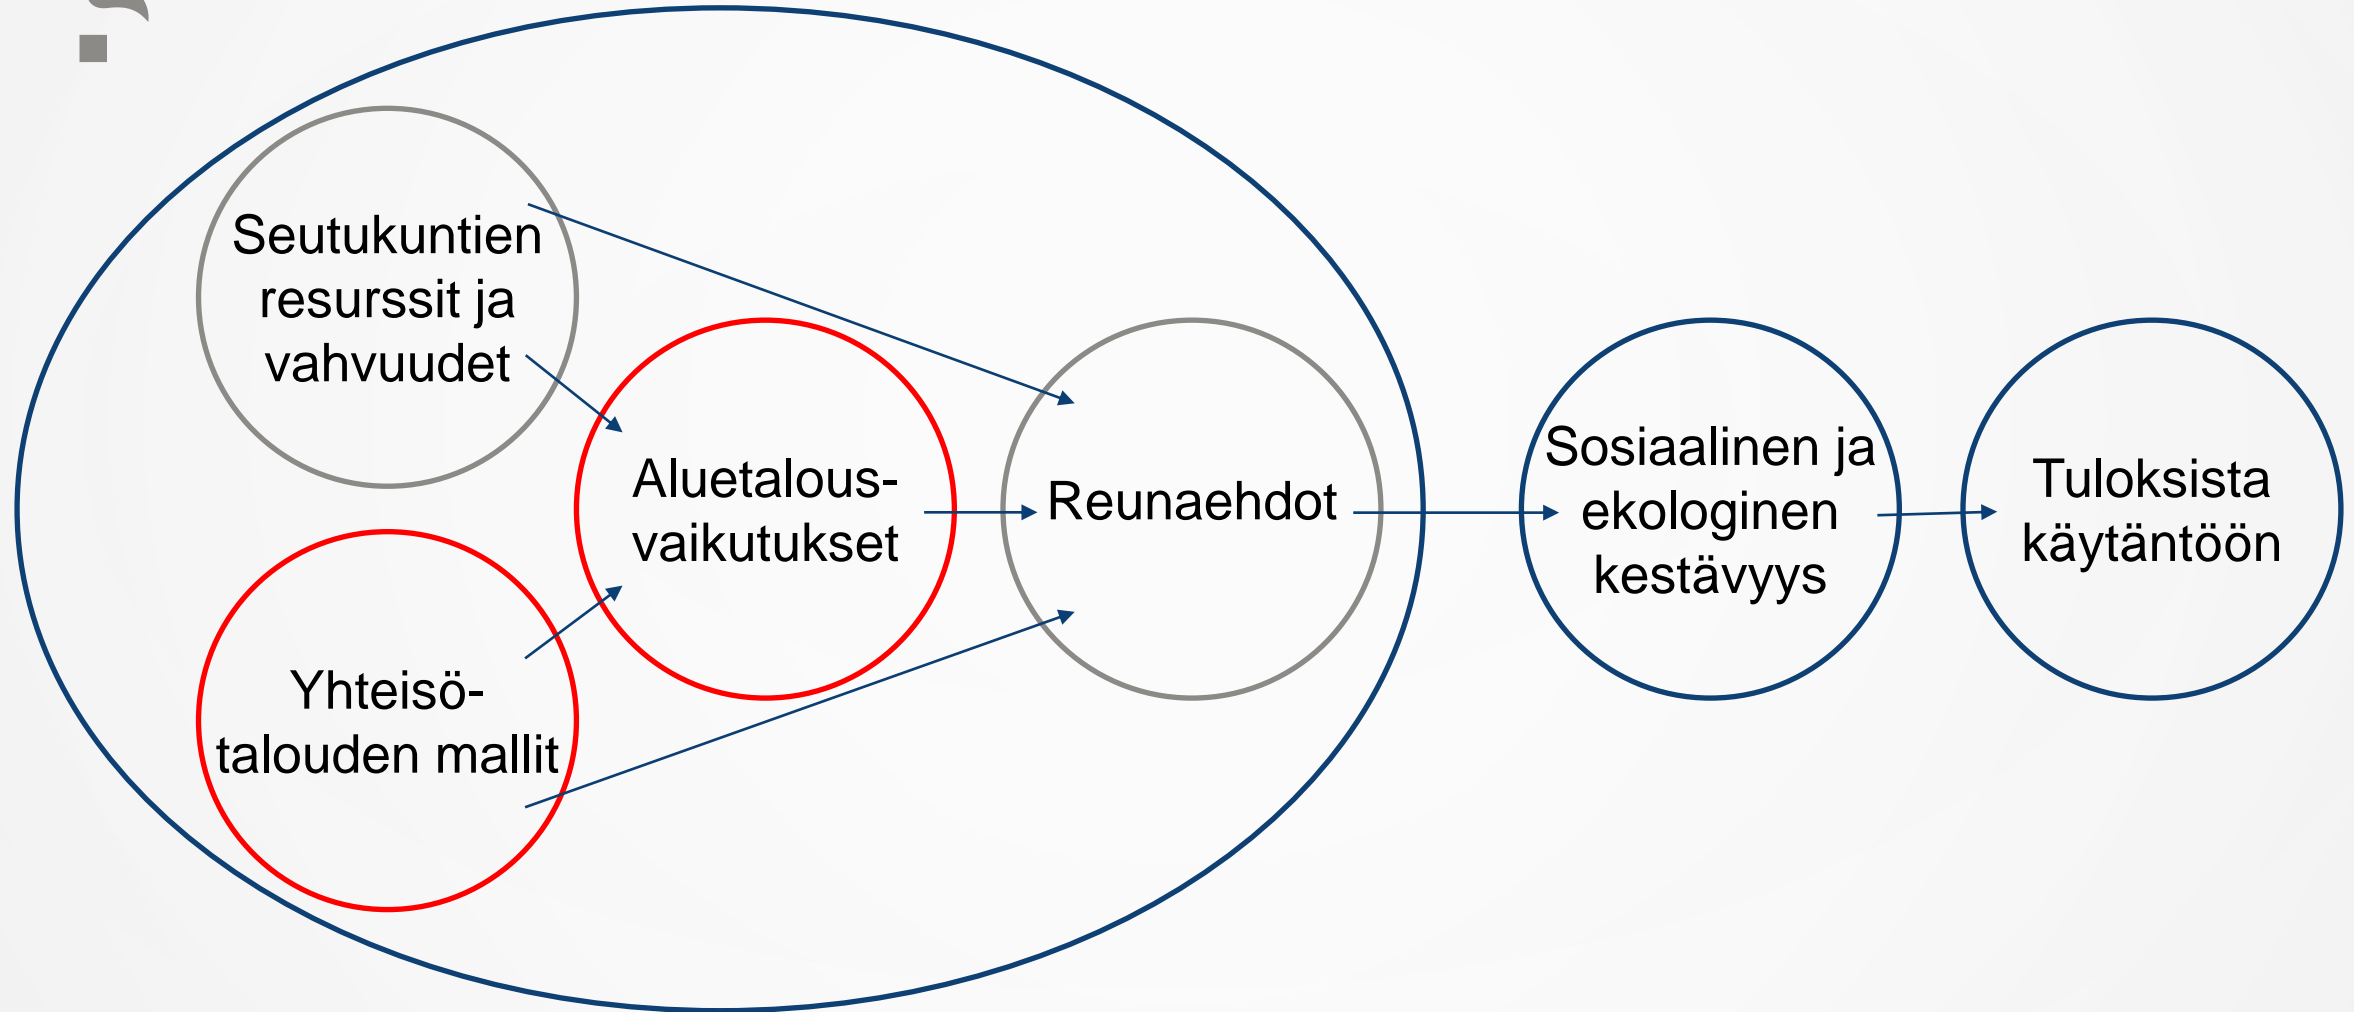 Seutukuntien
resurssit ja
vahvuudet
Yhteisö-
talouden mallit
Aluetalous-
vaikutukset
Reunaehdot
Sosiaalinen ja
ekologinen
kestävyys
Tuloksista
käytäntöön